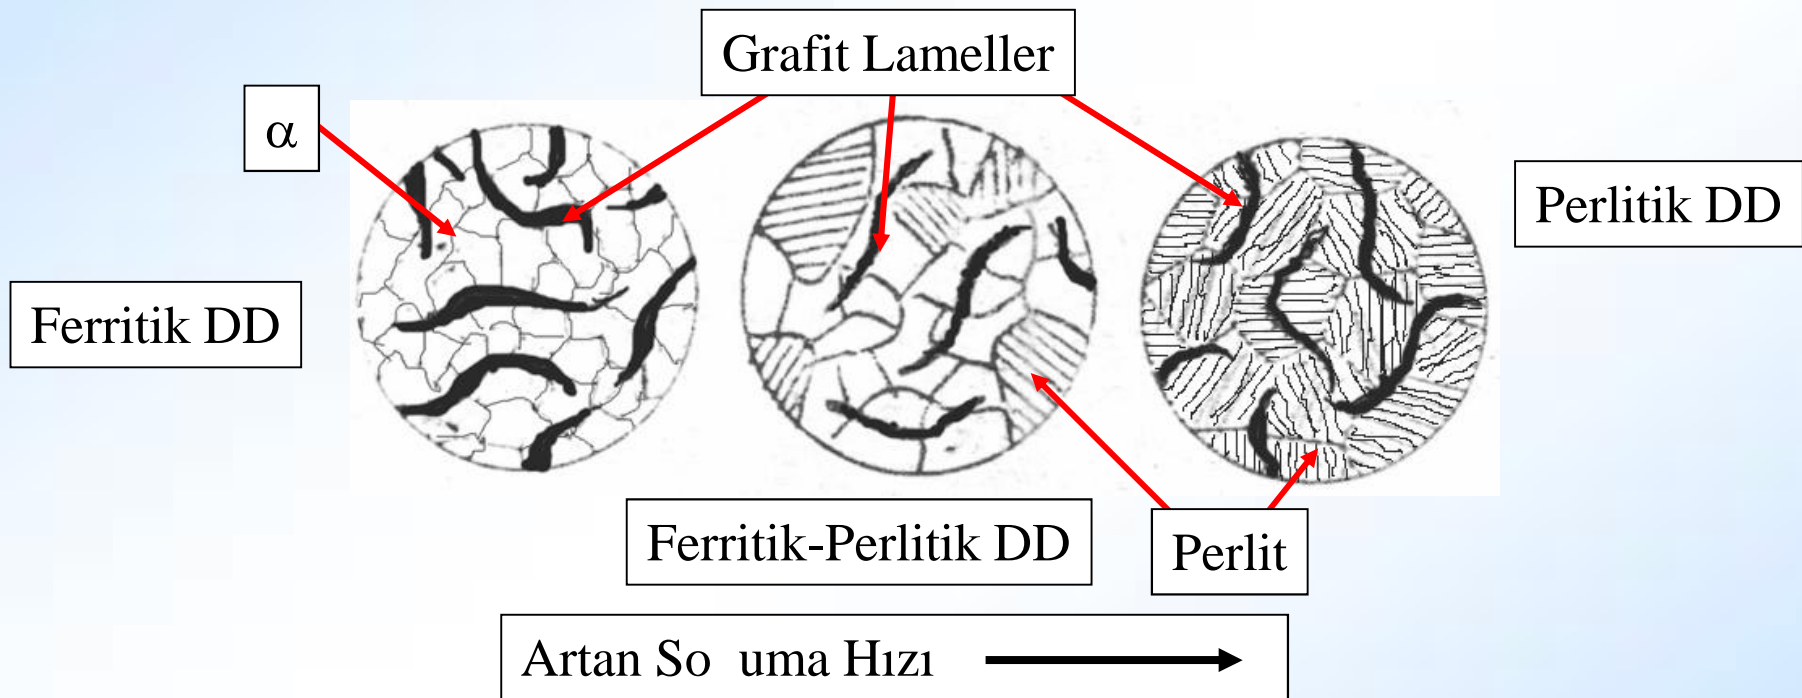 Grafit Lameller
α
Perlitik DD
Ferritik DD
Ferritik-Perlitik DD
Perlit
Artan So uma Hızı